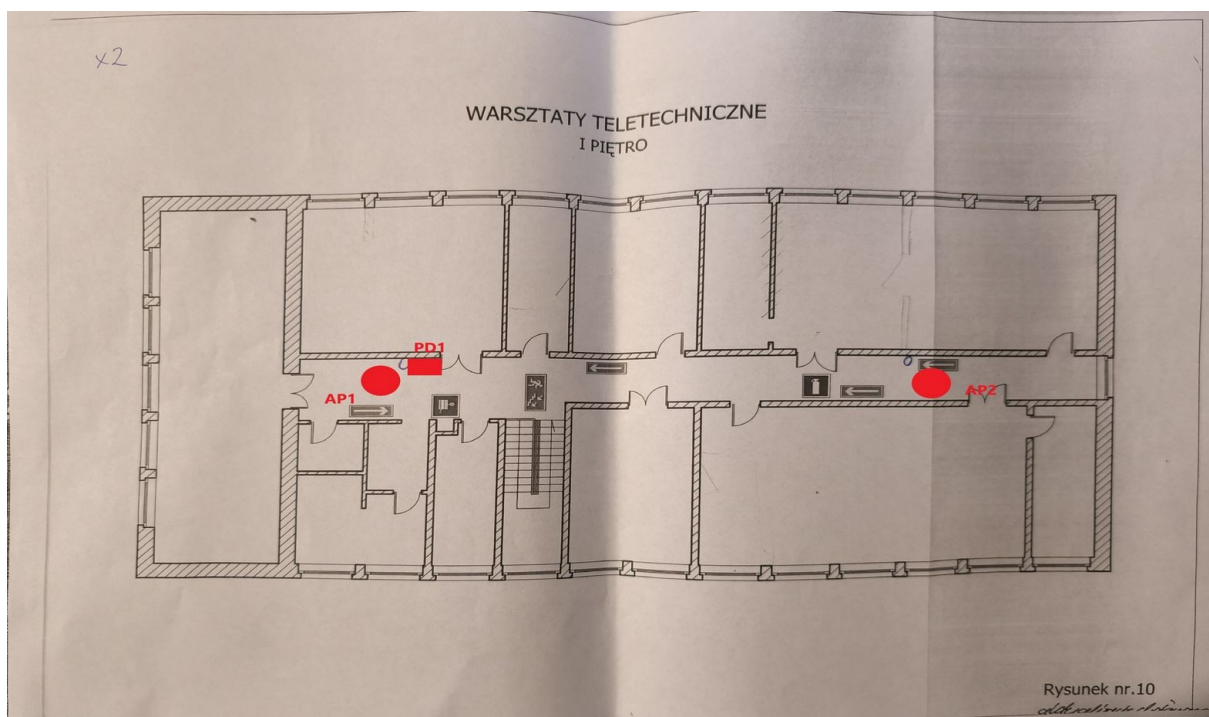 x2
WARSZTATY TELETECHNICZNE
I PIĘTRO
PD1
AP1
AP2
Rysunek nr.10